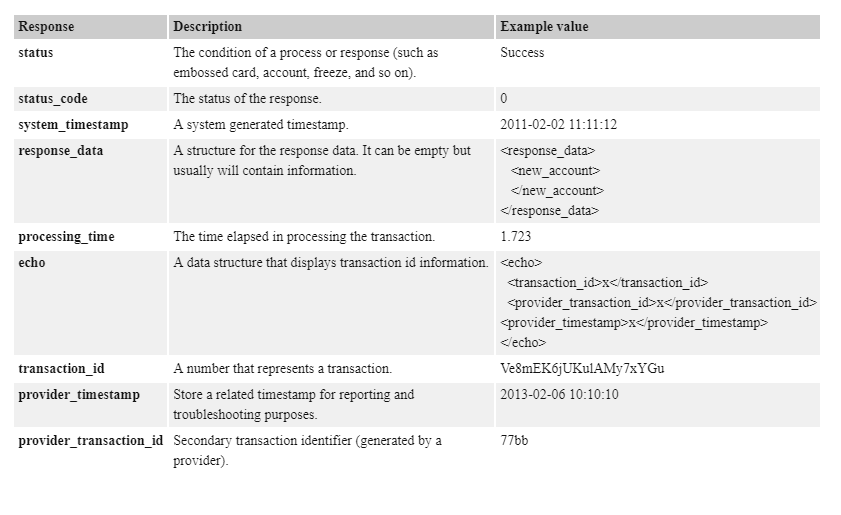 Response Description Example value
status The condition of a process or response (such as Success
embossed card, account, freeze, and so on).
status_code The status of the response. 0
system_timestamp A system generated timestamp. 2011-02-02 11:11:12
response_data A structure for the response data. It can be empty but <response_data>
usually will contain information. <new_account>
</new_account>
</response_data>
processing_time The time elapsed in processing the transaction. 1.723
echo A data structure that displays transaction id information. <echo>
<transaction_id>x</transaction_id>
<provider_transaction_id>x</provider_transaction_id>
<provider_timestamp>x</provider_timestamp>
</echo>
transaction_id A number that represents a transaction. Ve8mEK6jUKulAMy7xYGu
provider_timestamp Store a related timestamp for reporting and 2013-02-06 10:10:10
troubleshooting purposes.
provider_transaction_id Secondary transaction identifier (generated by a 77bb
provider).